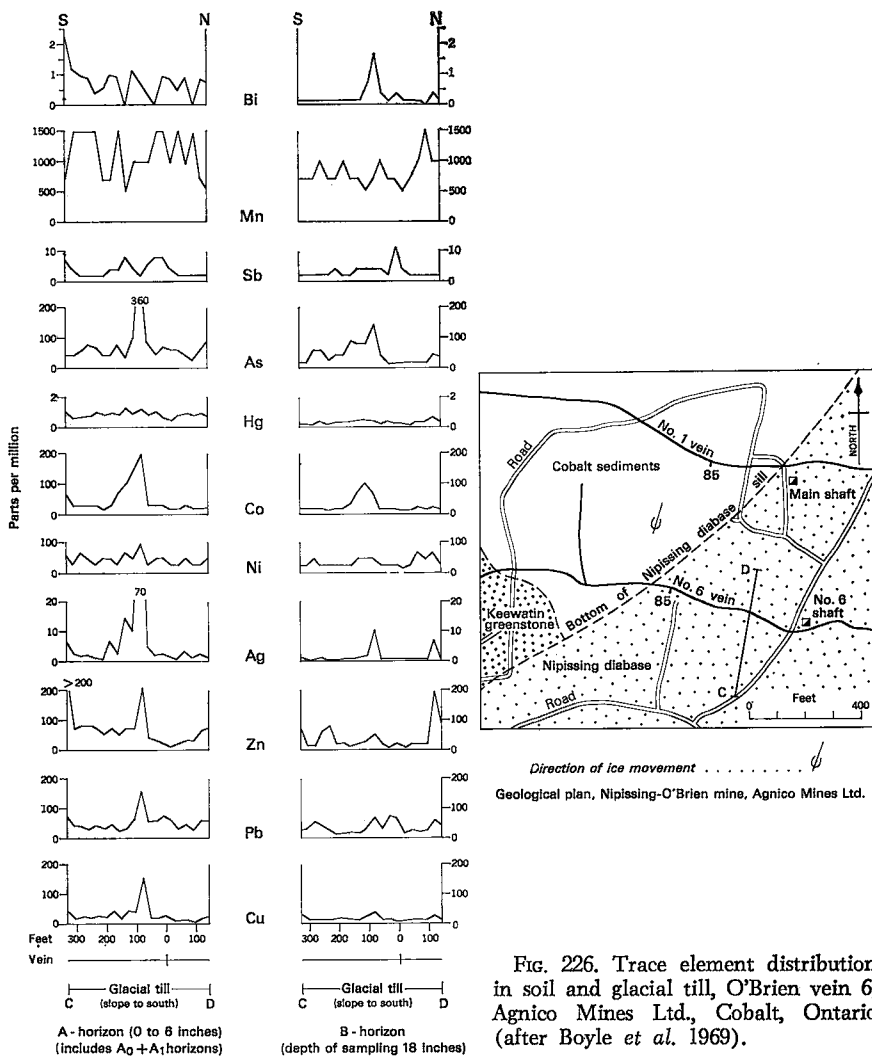 S N S N
2 2
1 1
0 Bi 0
1500 1500
1000 1000
500 500
0 Mn 0
10 10
0 Sb 0
360
200 200
100 100
0 As 0
2 2
0 Hg 0
200 200
100 100
0 Co 0
100 100
0 Ni 0
70
20 20
10 10
0 Ag 0
>200
200 200
100 100
0 Zn 0
200 200
100 100
0 Pb 0
200 200
100 100
0 Cu 0
Parts per million
Feet 300 200 100 0 100 300 200 100 0 100
Vein
Glacial till Glacial till
C (slope to south) D C (slope to south) D
A - horizon (0 to 6 inches) B - horizon
(includes A0 + A1 horizons) (depth of sampling 18 inches)
Road
No. 1 vein
85
Cobalt sediments
sill
NORTH
Main shaft
Bottom of Nipissing diabase
D
No. 6 vein
85
No. 6
shaft
Keewatin
greenstone
Nipissing diabase
C
Road
Feet
0 400
Direction of ice movement . . . . . . . . . . .
Geological plan, Nipissing-O'Brien mine, Agnico Mines Ltd.
FIG. 226. Trace element distribution
in soil and glacial till, O'Brien vein 6
Agnico Mines Ltd., Cobalt, Ontario
(after Boyle et al. 1969).